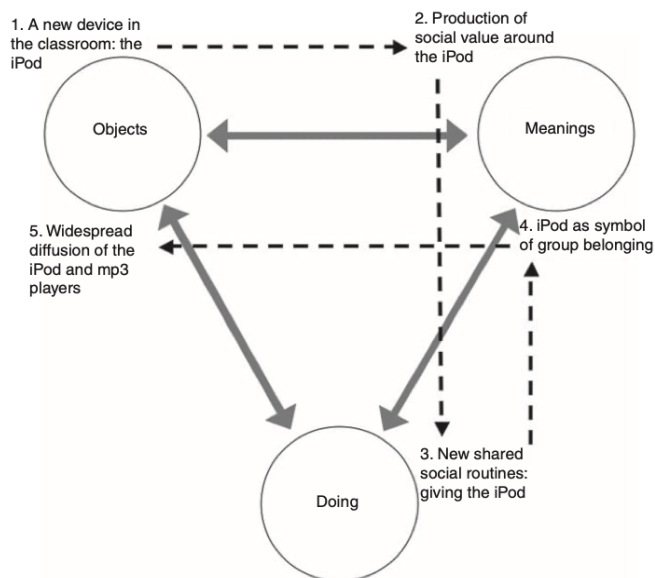 1. A new device in
the classroom: the
iPod
2. Production of
social value around
the iPod
Objects
Meanings
5. Widespread
diffusion of the
iPod and mp3
players
4. iPod as symbol
of group belonging
3. New shared
social routines:
giving the iPod
Doing